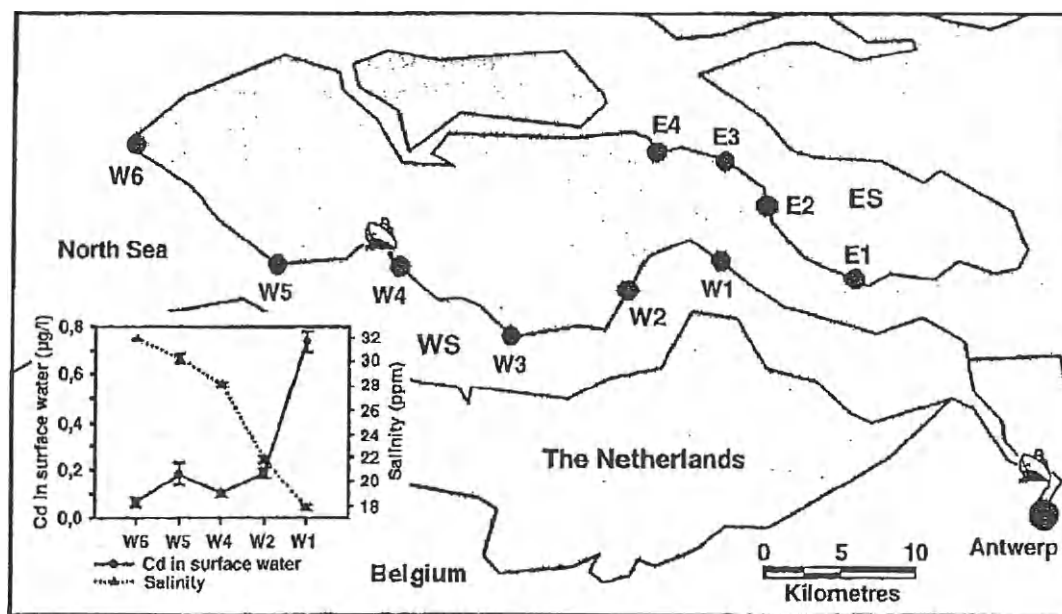 E4
E3
W6
E2
ES
North Sea
E1
W5
W4
W1
W2
WS
W3
Cd in surface water (µg/l)
0,8
0,6
0,4
0,2
0,0
32
30
28
26
24
22
20
18
Salinity (ppm)
W6 W5 W4 W2 W1
Cd in surface water
Salinity
The Netherlands
Belgium
Antwerp
0 5 10
Kilometres